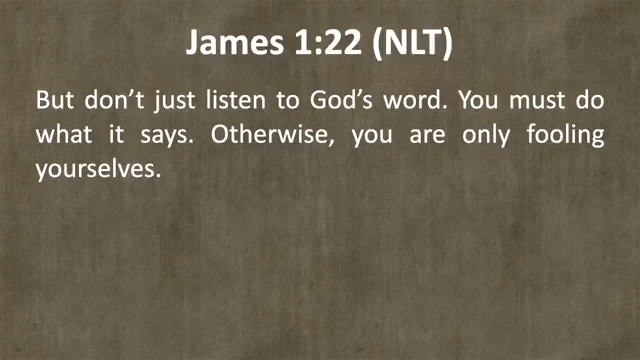 James 1:22 (NLT)
But don’t just listen to God’s word. You must do
what it says. Otherwise, you are only fooling
yourselves.